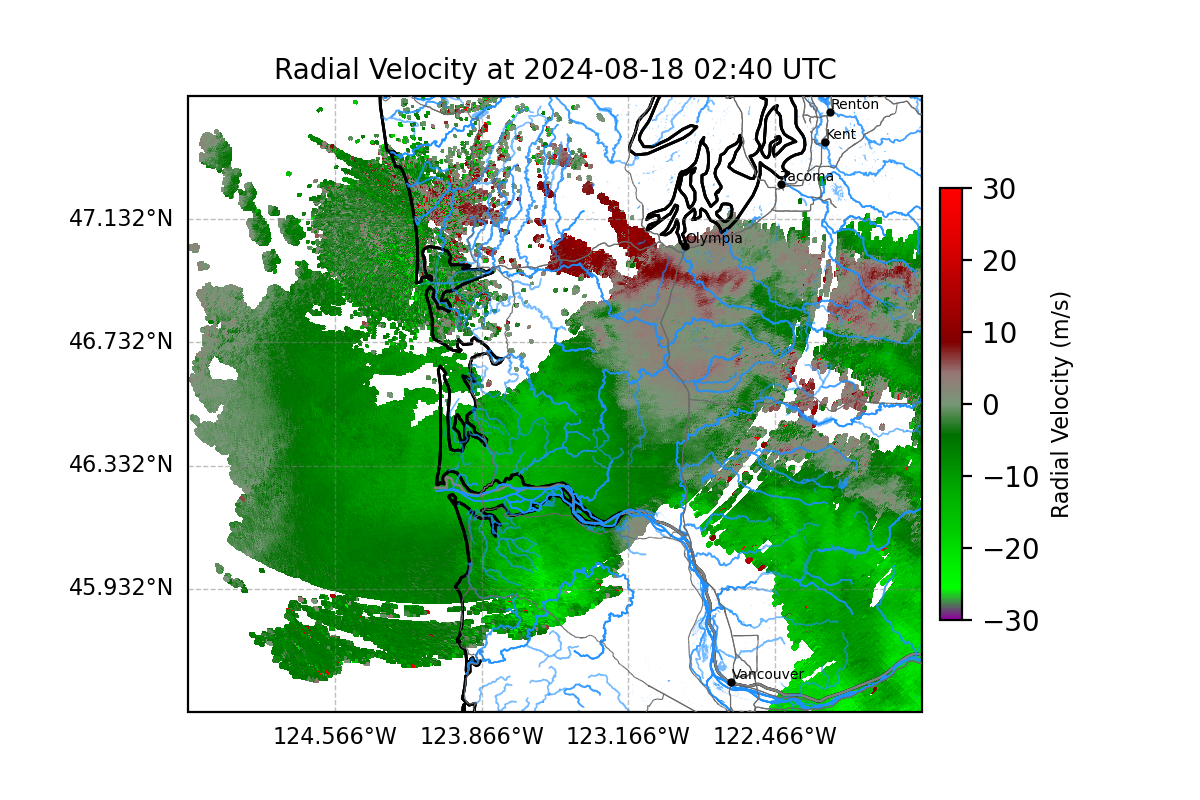 Radial Velocity at 2024-08-18 02:40 UTC
Renton
Kent
Tacoma
Olympia
Vancouver
47.132°N
46.732°N
46.332°N
45.932°N
124.566°W
123.866°W
123.166°W
122.466°W
30
20
10
0
−10
−20
−30
Radial Velocity (m/s)